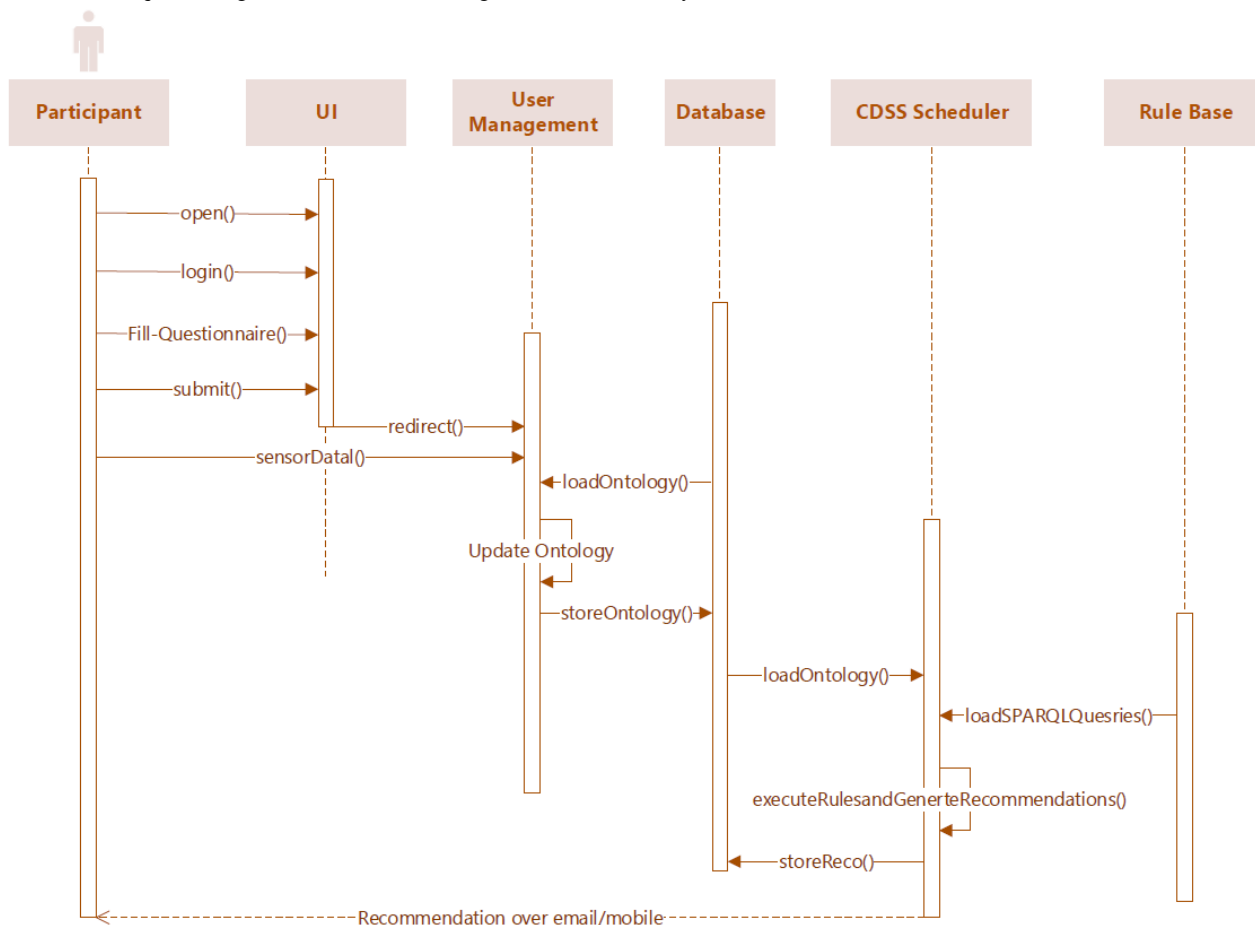 Participant
UI
User
Management
Database
CDSS Scheduler
Rule Base
open()
login()
Fill-Questionnaire()
submit()
redirect()
sensorDatal()
loadOntology()
Update Ontology
storeOntology()
loadOntology()
loadSPARQLQuesries()
executeRulesandGenerteRecommendations()
storeReco()
Recommendation over email/mobile